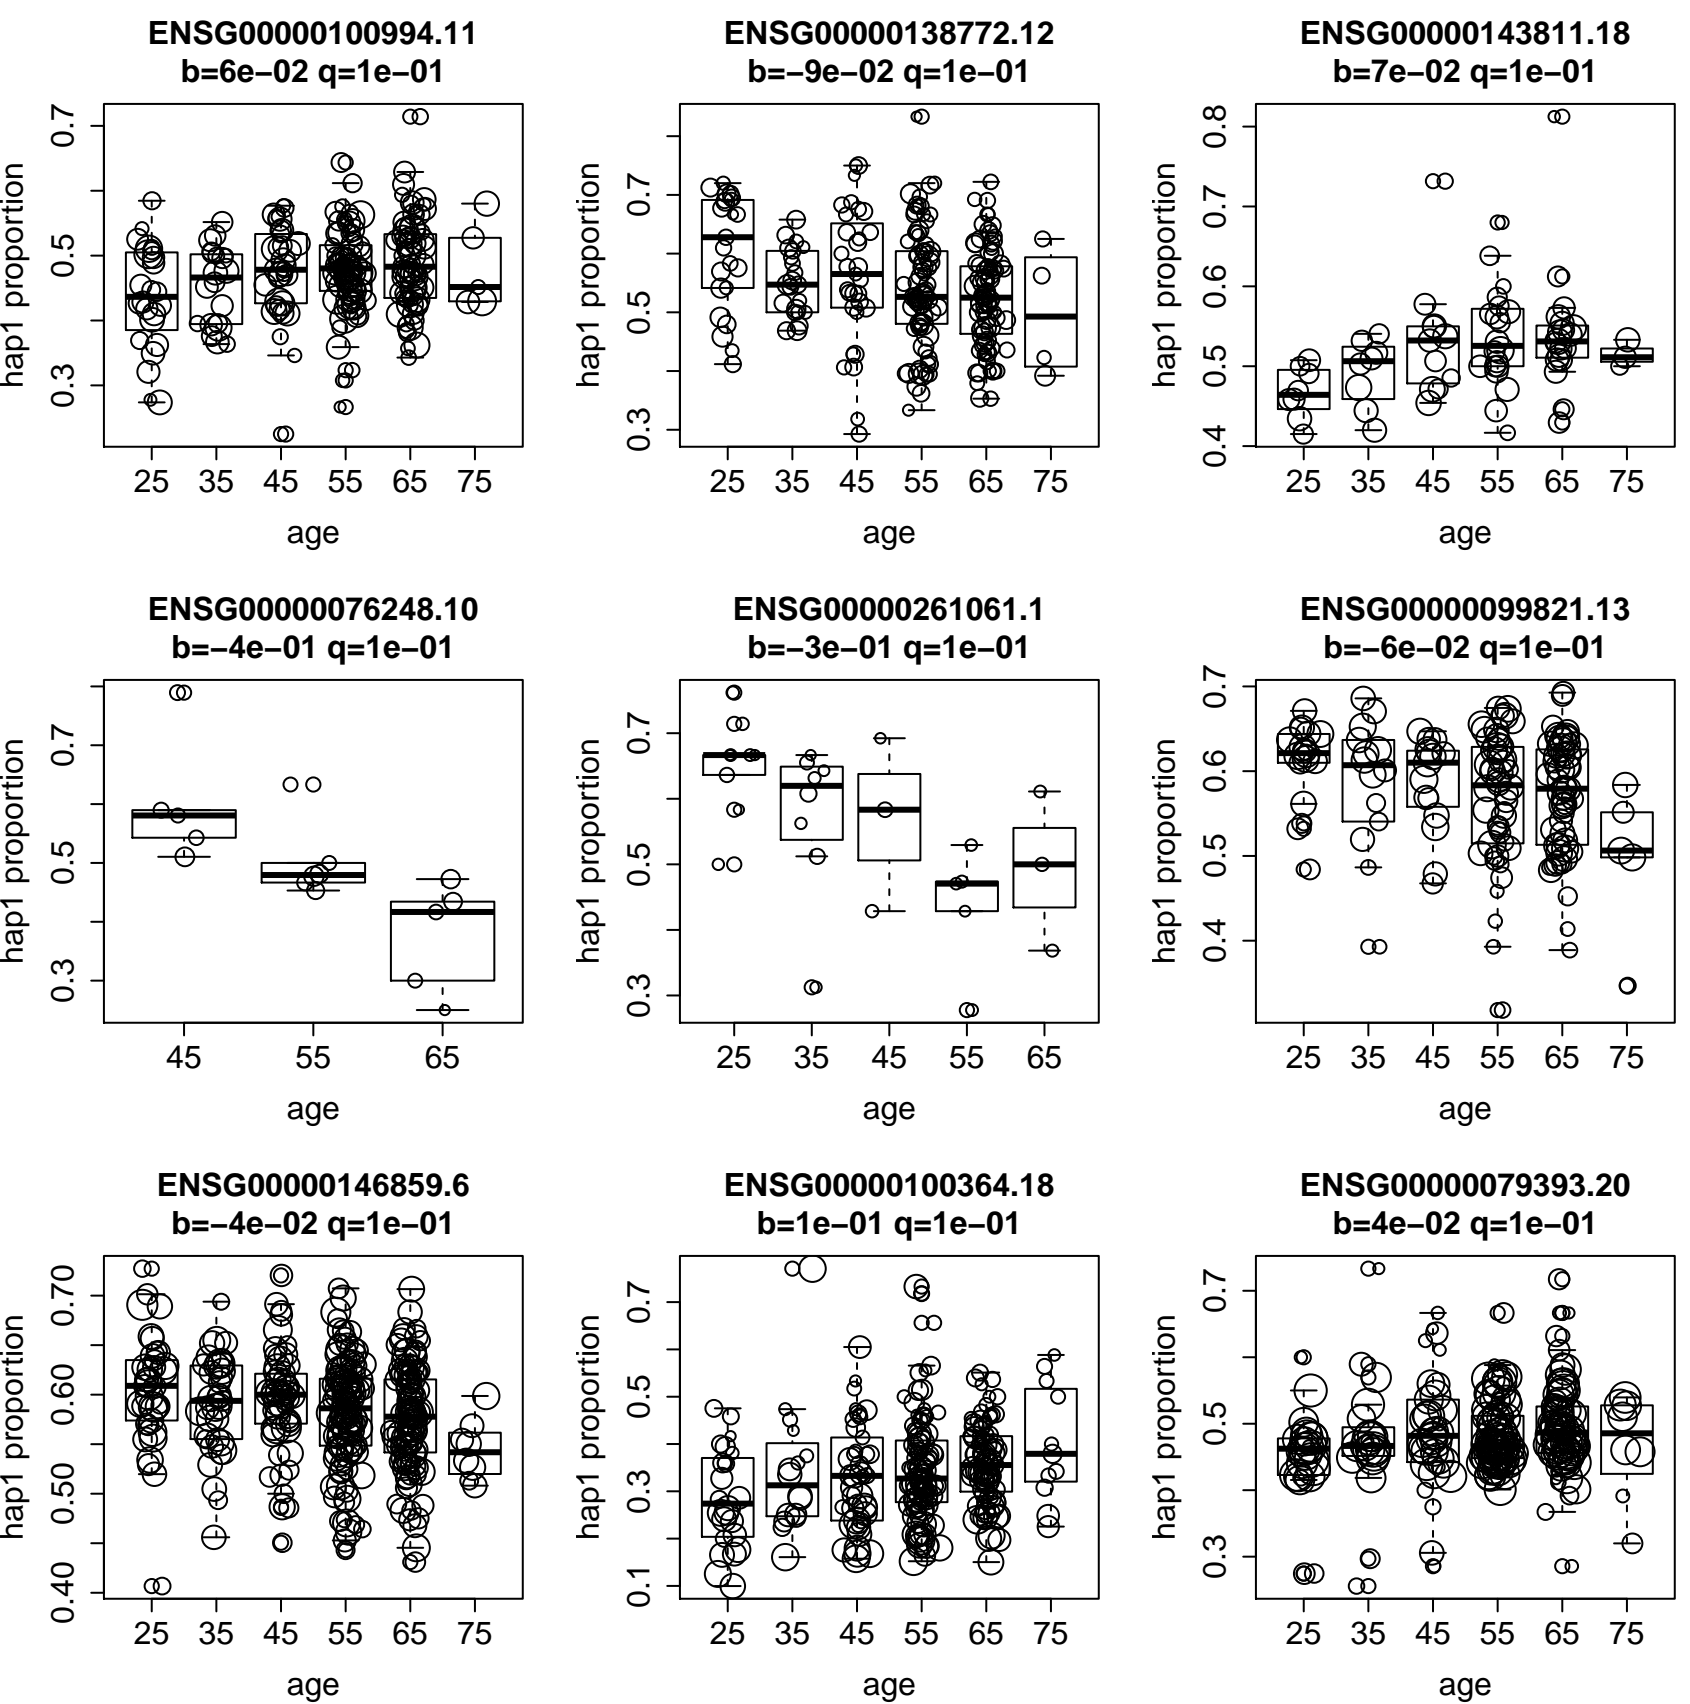 ENSG00000100994.11
b=6e−02 q=1e−01
hap1 proportion
0.3 0.5 0.7
25 35 45 55 65 75
age
ENSG00000138772.12
b=−9e−02 q=1e−01
hap1 proportion
0.3 0.5 0.7
25 35 45 55 65 75
age
ENSG00000143811.18
b=7e−02 q=1e−01
hap1 proportion
0.4 0.5 0.6 0.7 0.8
25 35 45 55 65 75
age
ENSG00000076248.10
b=−4e−01 q=1e−01
hap1 proportion
0.3 0.5 0.7
45 55 65
age
ENSG00000261061.1
b=−3e−01 q=1e−01
hap1 proportion
0.3 0.5 0.7
25 35 45 55 65
age
ENSG00000099821.13
b=−6e−02 q=1e−01
hap1 proportion
0.4 0.5 0.6 0.7
25 35 45 55 65 75
age
ENSG00000146859.6
b=−4e−02 q=1e−01
hap1 proportion
0.40 0.50 0.60 0.70
25 35 45 55 65 75
age
ENSG00000100364.18
b=1e−01 q=1e−01
hap1 proportion
0.1 0.3 0.5 0.7
25 35 45 55 65 75
age
ENSG00000079393.20
b=4e−02 q=1e−01
hap1 proportion
0.3 0.5 0.7
25 35 45 55 65 75
age